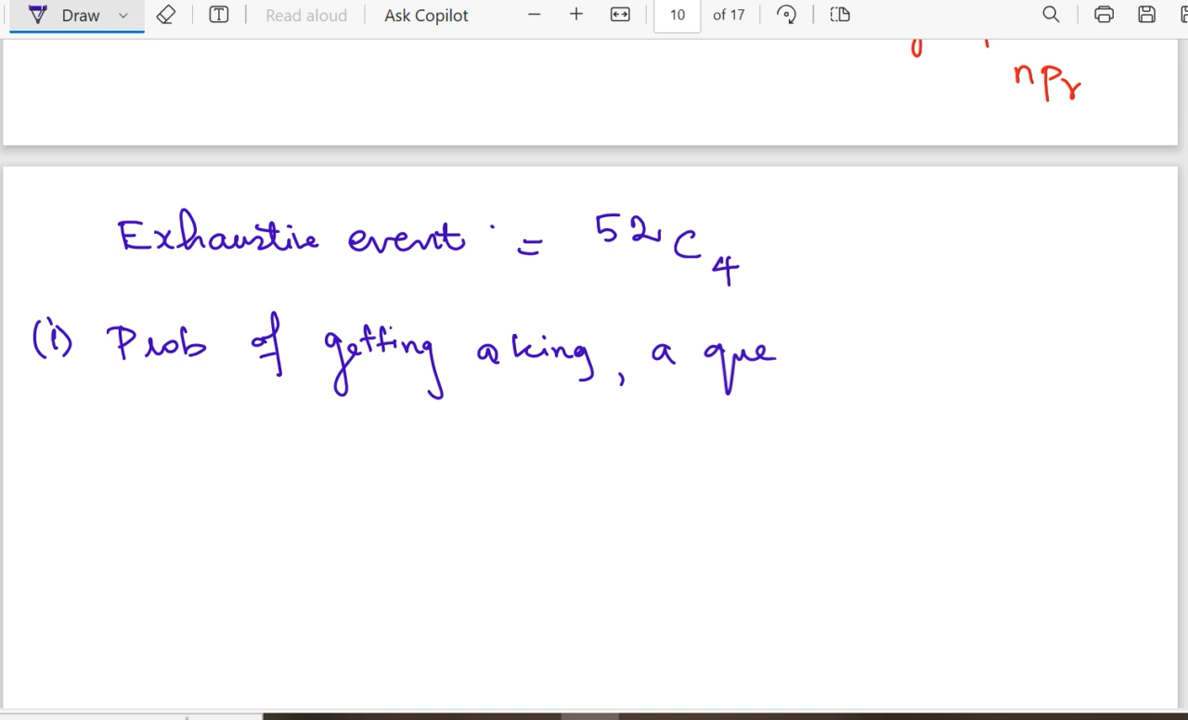 Draw Read aloud Ask Copilot 10 of 17
nPr
Exhaustive event = 52C4
(i) Prob of getting a king, a que